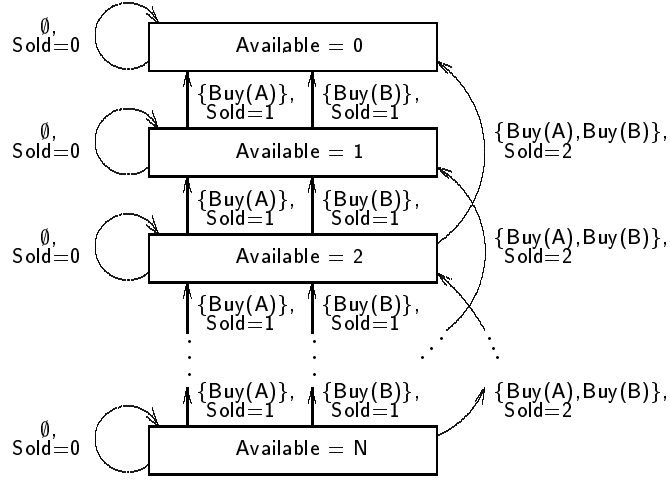 ∅,
Sold=0
Available = 0
{Buy(A)},
Sold=1
{Buy(B)},
Sold=1
{Buy(A),Buy(B)},
Sold=2
∅,
Sold=0
Available = 1
{Buy(A)},
Sold=1
{Buy(B)},
Sold=1
{Buy(A),Buy(B)},
Sold=2
∅,
Sold=0
Available = 2
{Buy(A)},
Sold=1
{Buy(B)},
Sold=1
{Buy(A)},
Sold=1
{Buy(B)},
Sold=1
{Buy(A),Buy(B)},
Sold=2
∅,
Sold=0
Available = N